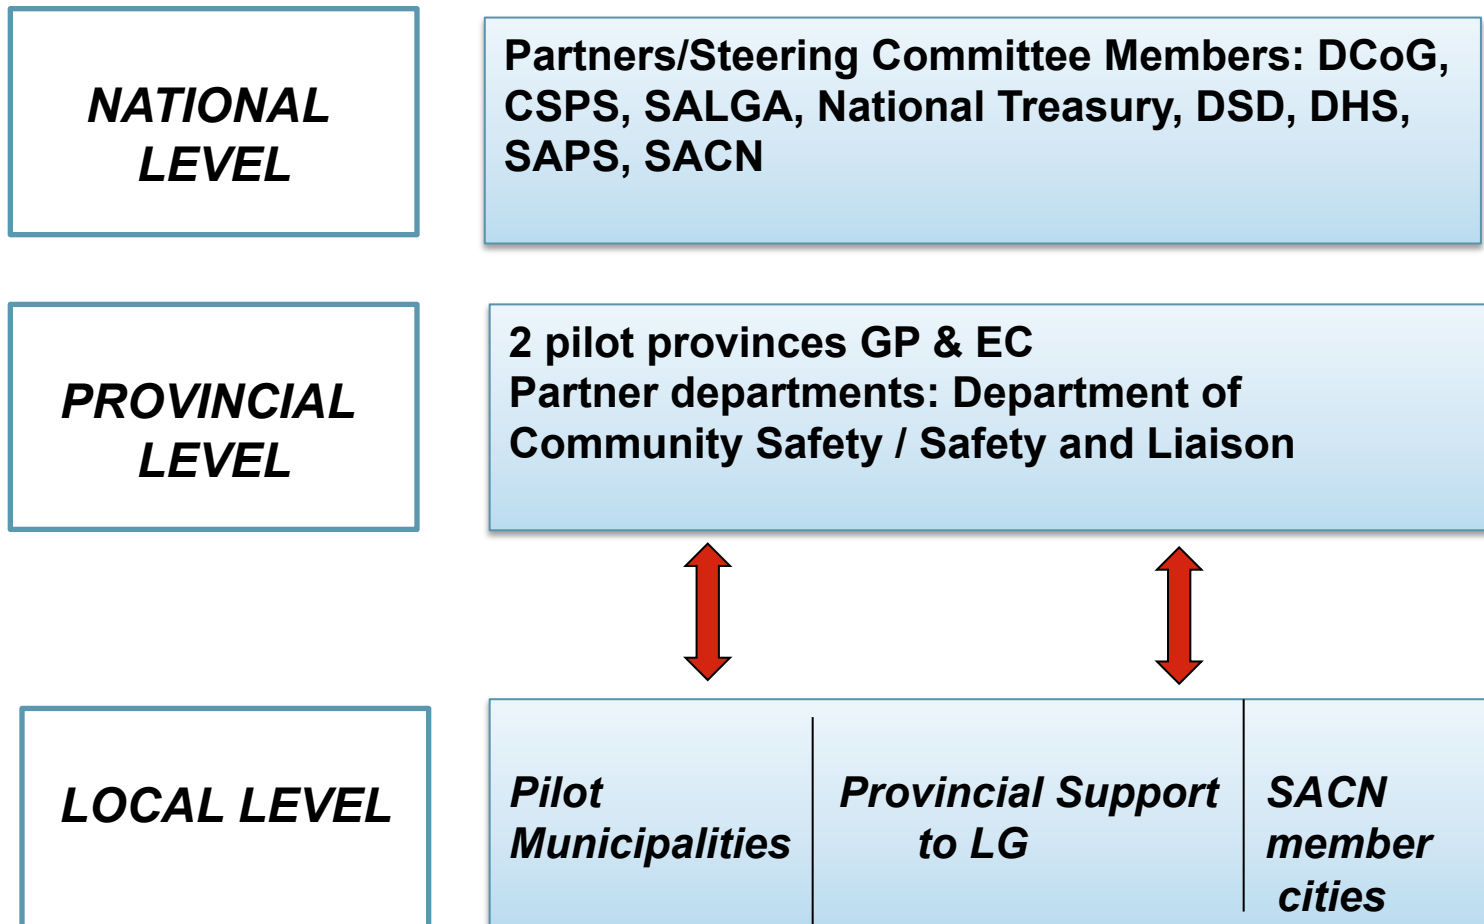 NATIONAL
LEVEL
Partners/Steering Committee Members: DCoG,
CSPS, SALGA, National Treasury, DSD, DHS,
SAPS, SACN
PROVINCIAL
LEVEL
2 pilot provinces GP & EC
Partner departments: Department of
Community Safety / Safety and Liaison
LOCAL LEVEL
Pilot
Municipalities
Provincial Support
to LG
SACN
member
cities